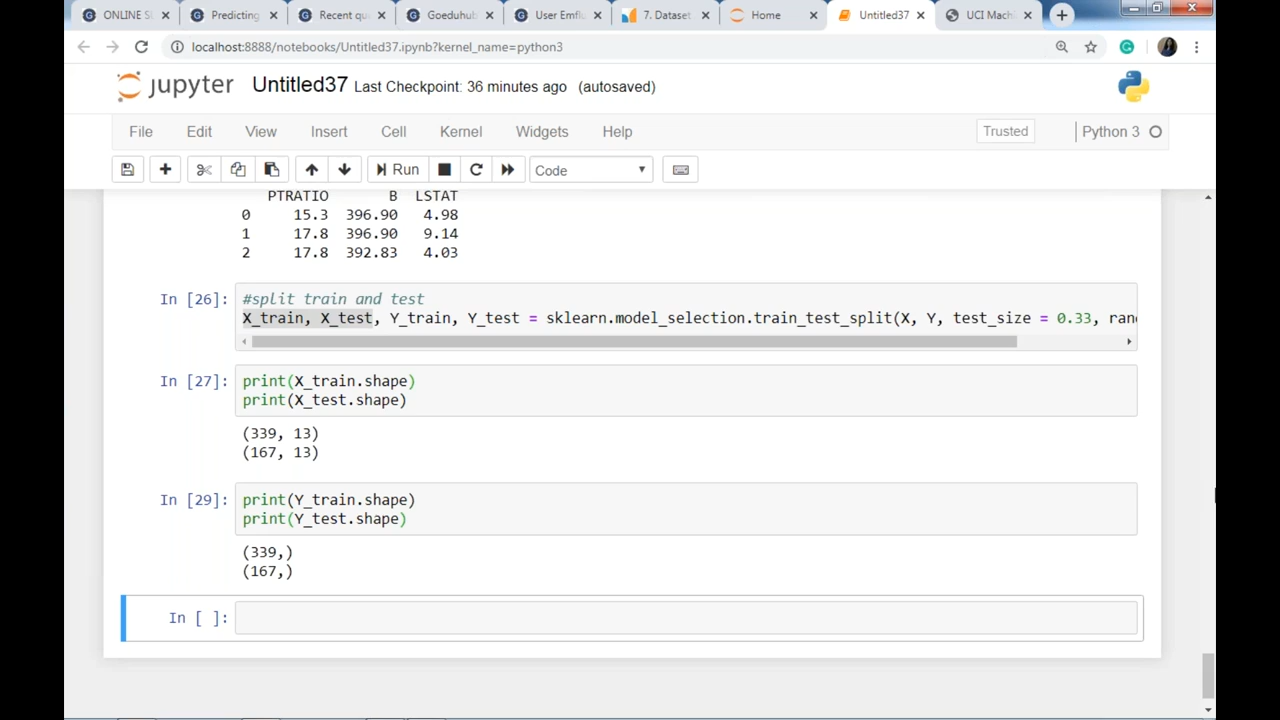 ONLINE S
Predicting
Recent qu
Goeduhub
User Emflu
7. Dataset
Home
Untitled37
UCI Machi
localhost:8888/notebooks/Untitled37.ipynb?kernel_name=python3
jupyter Untitled37 Last Checkpoint: 36 minutes ago (autosaved)
File Edit View Insert Cell Kernel Widgets Help Trusted Python 3
Run Code
PTRATIO B LSTAT
0 15.3 396.90 4.98
1 17.8 396.90 9.14
2 17.8 392.83 4.03
In [26]: #split train and test
X_train, X_test, Y_train, Y_test = sklearn.model_selection.train_test_split(X, Y, test_size = 0.33, ran
In [27]: print(X_train.shape)
print(X_test.shape)
(339, 13)
(167, 13)
In [29]: print(Y_train.shape)
print(Y_test.shape)
(339,)
(167,)
In [ ]: